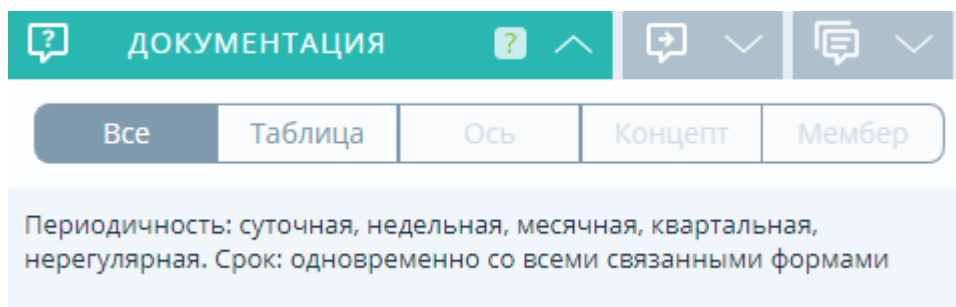 ДОКУМЕНТАЦИЯ ?
Все Таблица Ось Концепт Мембер
Периодичность: суточная, недельная, месячная, квартальная,
нерегулярная. Срок: одновременно со всеми связанными формами